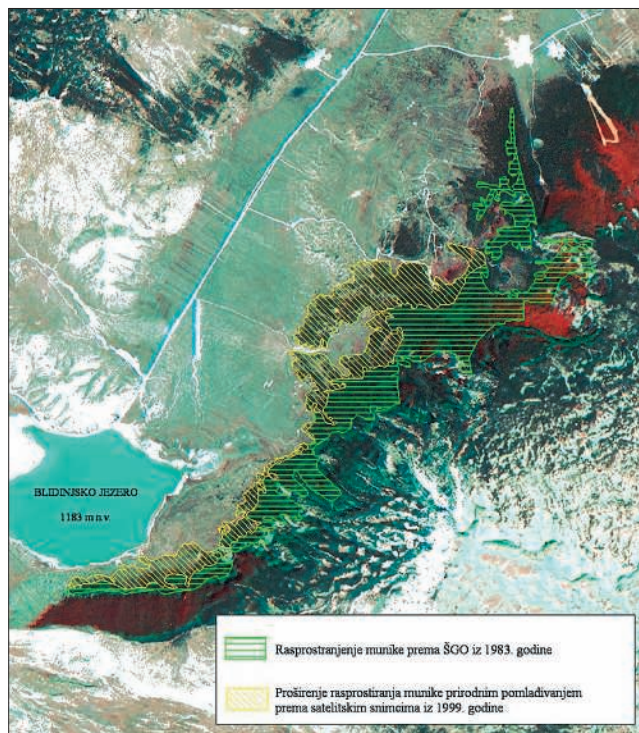 BLIDINJSKO JEZERO
1183 m n.v.
Rasprostranjenje munike prema ŠGO iz 1983. godine
Proširenje rasprostiranja munike prirodnim pomlađivanjem
prema satelitskim snimcima iz 1999. godine